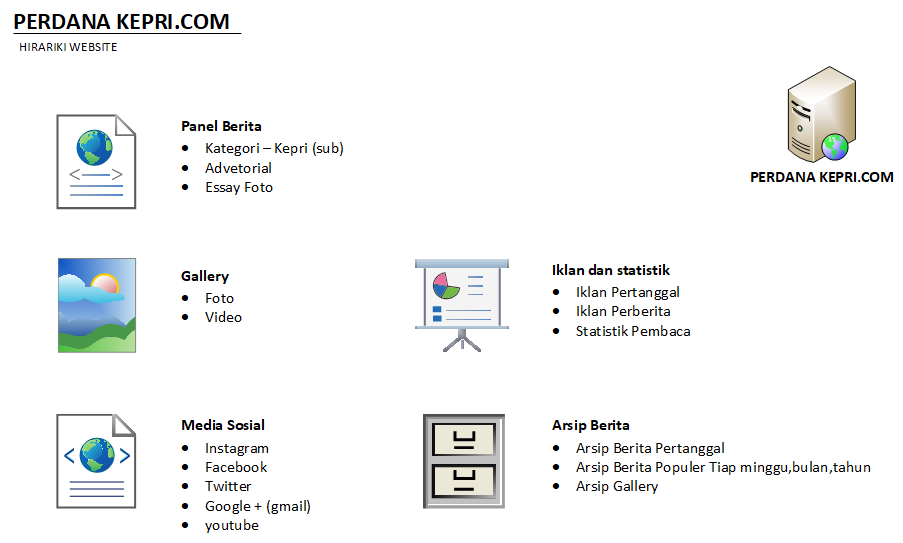 PERDANA KEPRI.COM
HIRARIKI WEBSITE
PERDANA KEPRI.COM
Panel Berita
• Kategori – Kepri (sub)
• Advetorial
• Essay Foto
Gallery
• Foto
• Video
Iklan dan statistik
• Iklan Pertanggal
• Iklan Perberita
• Statistik Pembaca
Media Sosial
• Instagram
• Facebook
• Twitter
• Google + (gmail)
• youtube
Arsip Berita
• Arsip Berita Pertanggal
• Arsip Berita Populer Tiap minggu,bulan,tahun
• Arsip Gallery